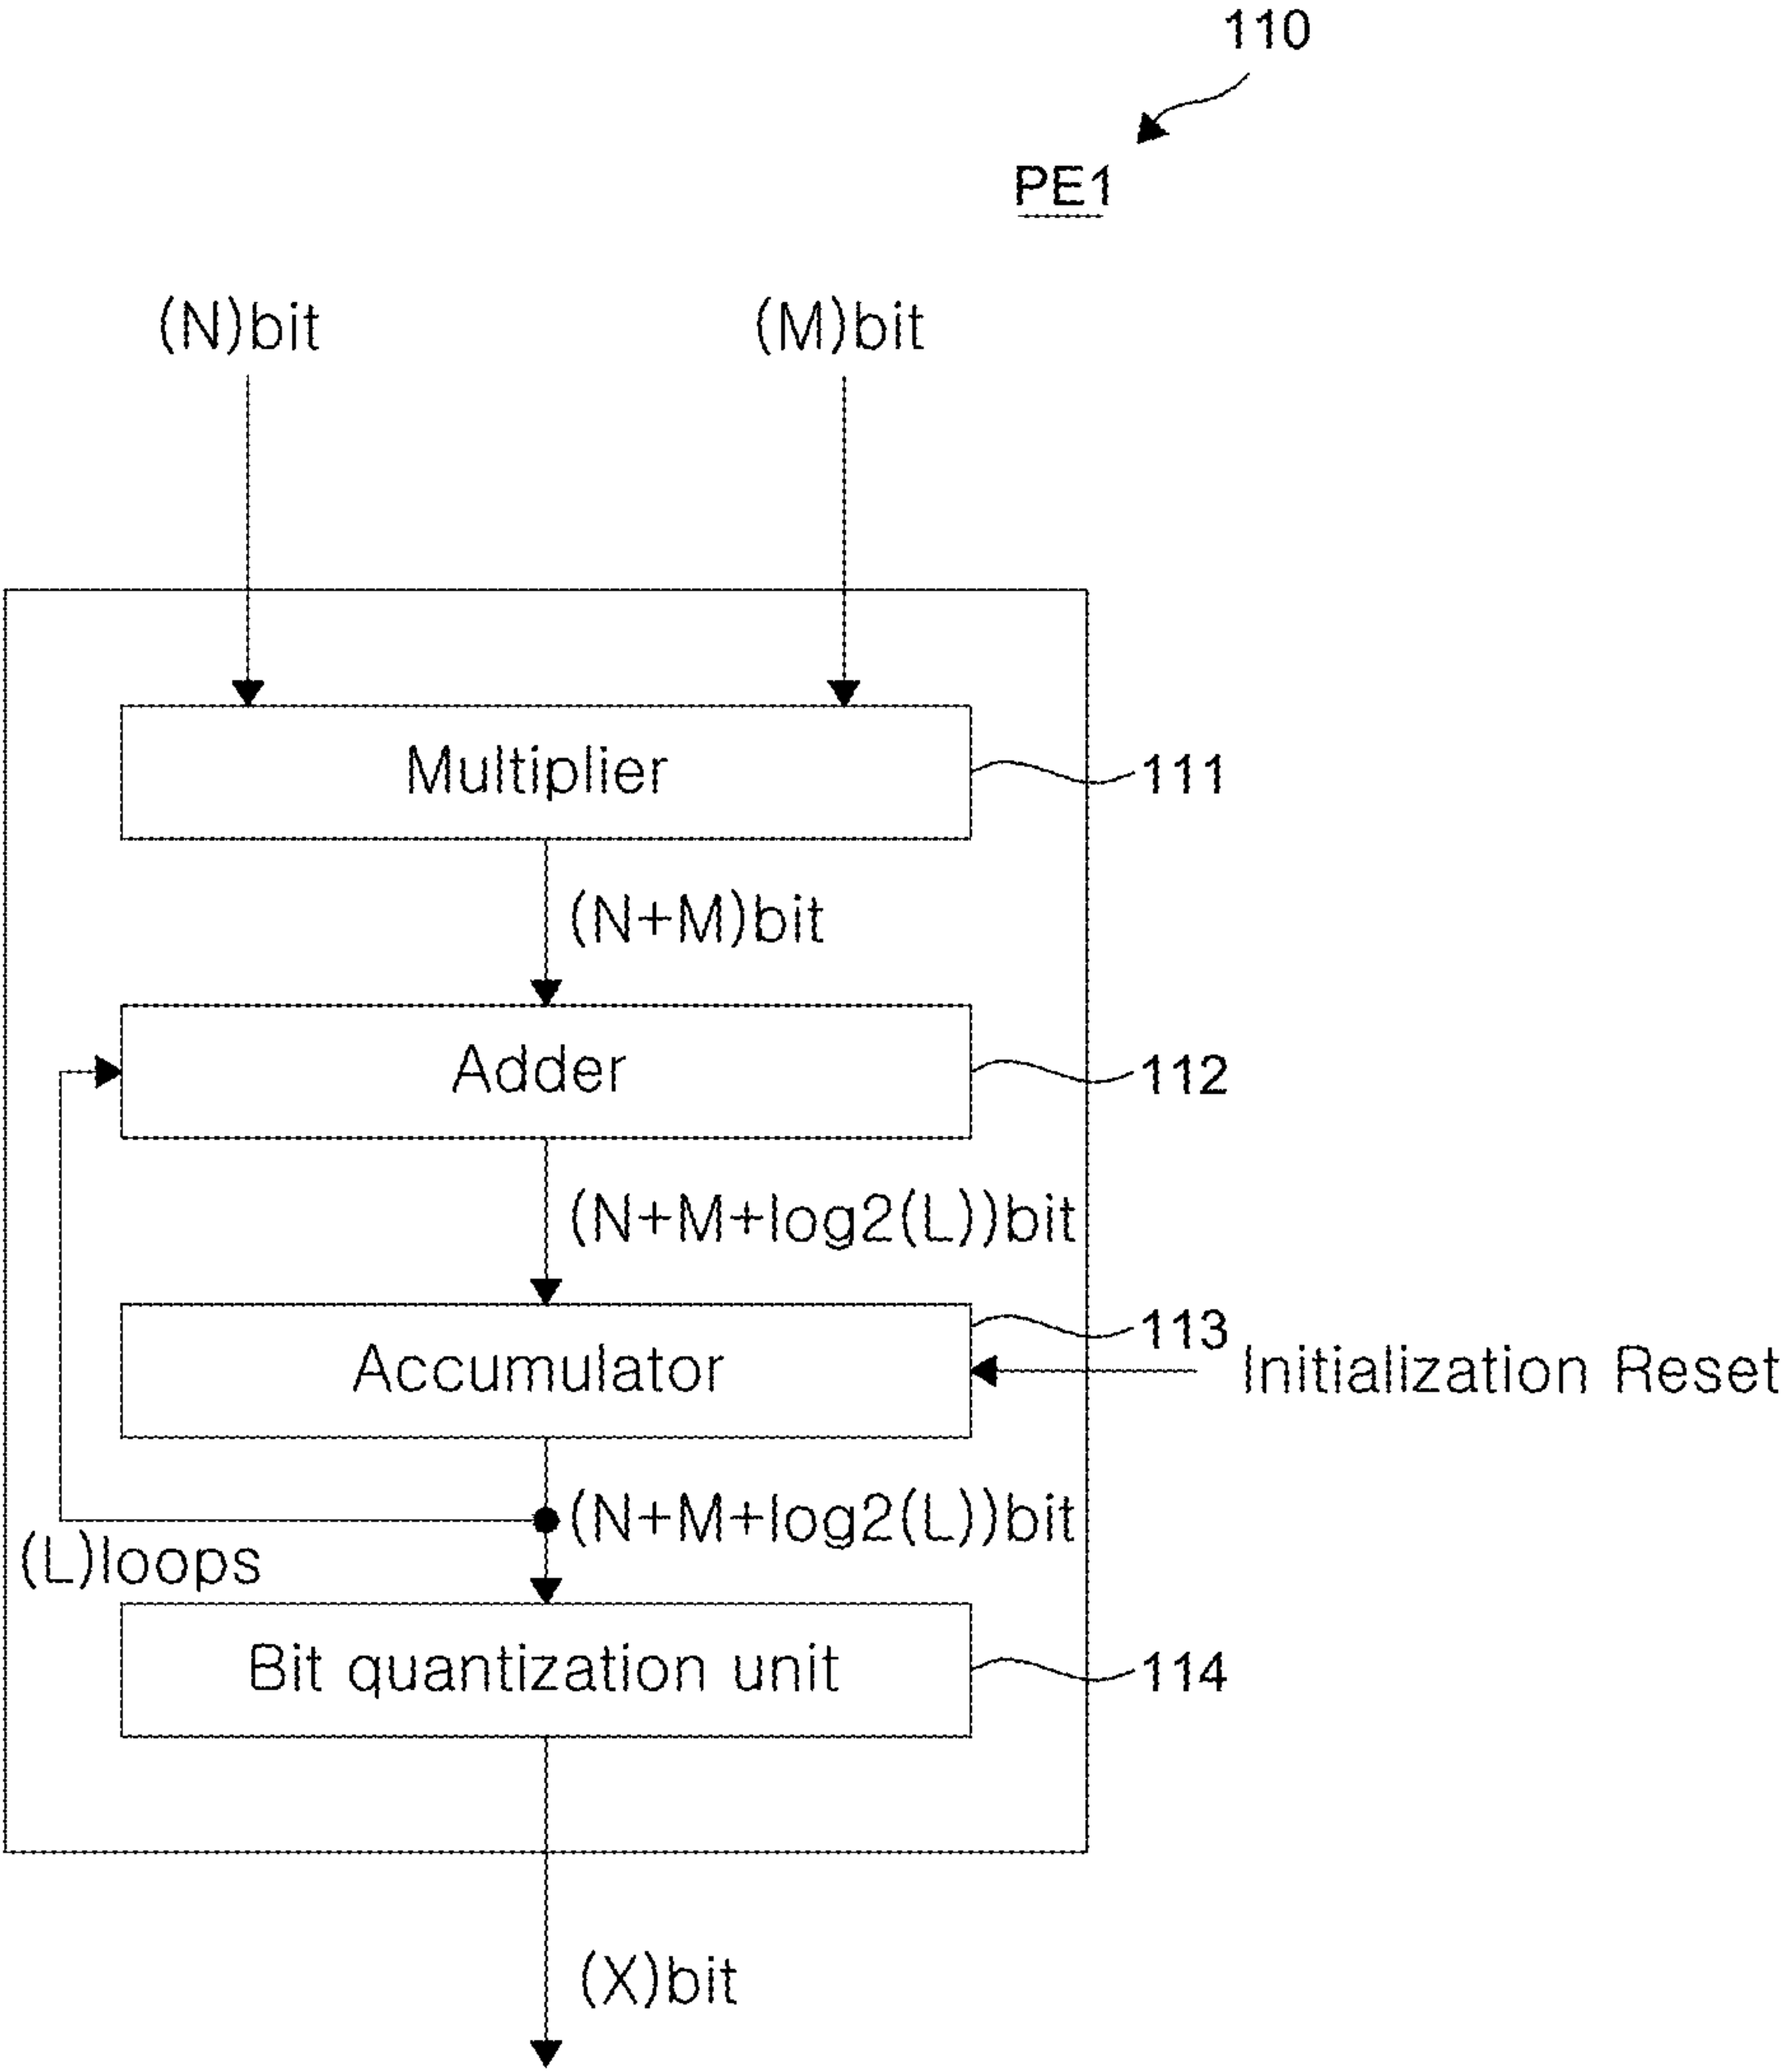 110
PE1
(N)bit
(M)bit
Multiplier
111
(N+M)bit
Adder
112
(N+M+log2(L))bit
Accumulator
113
Initialization Reset
(N+M+log2(L))bit
(L)loops
Bit quantization unit
114
(X)bit